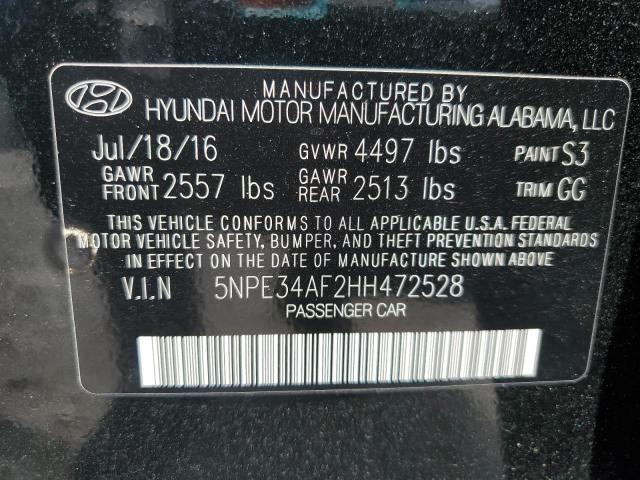 MANUFACTURED BY
HYUNDAI MOTOR MANUFACTURING ALABAMA, LLC
Jul/18/16 GVWR 4497 lbs PAINT S3
GAWR FRONT 2557 lbs GAWR REAR 2513 lbs TRIM GG
THIS VEHICLE CONFORMS TO ALL APPLICABLE U.S.A. FEDERAL
MOTOR VEHICLE SAFETY, BUMPER, AND THEFT PREVENTION STANDARDS
IN EFFECT ON THE DATE OF MANUFACTURE SHOWN ABOVE.
V.I.N 5NPE34AF2HH472528
PASSENGER CAR